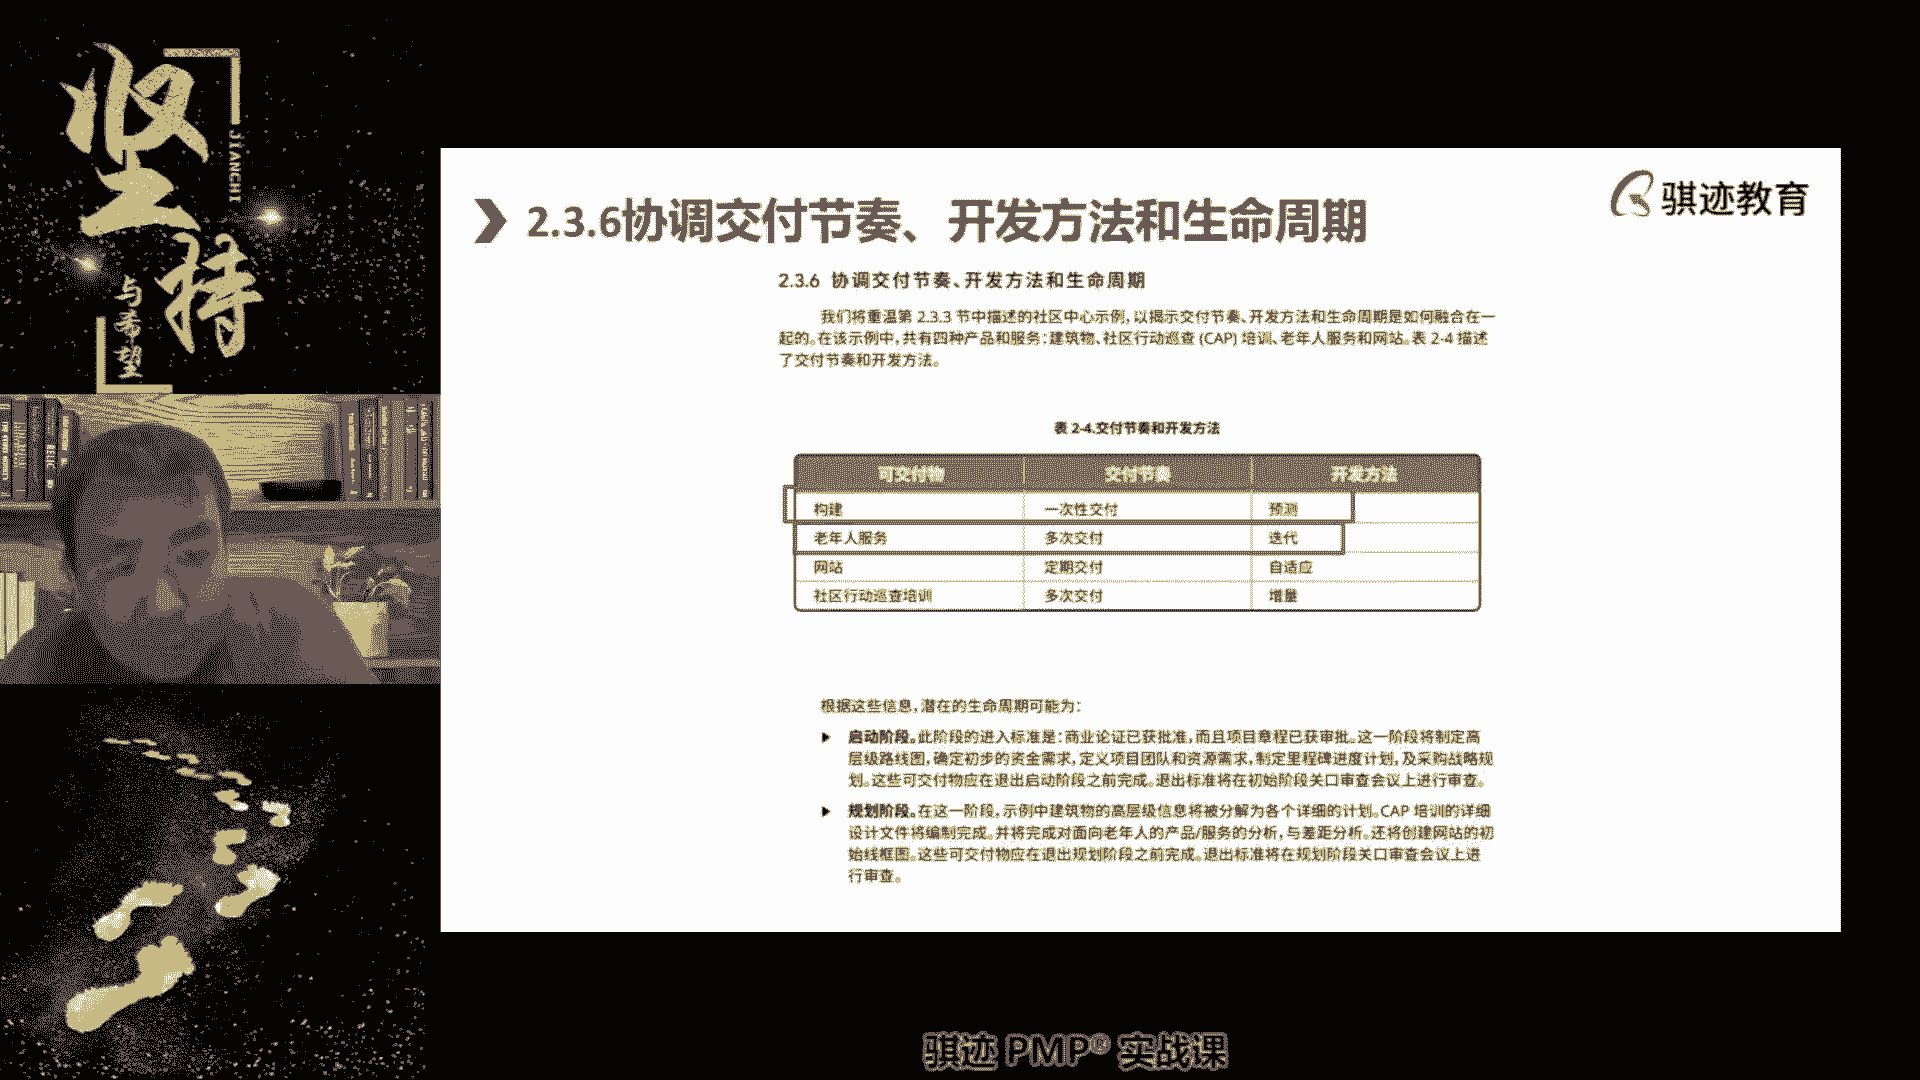 坚持
JIANCHI
与希望
骐迹教育
2.3.6协调交付节奏、开发方法和生命周期
2.3.6 协调交付节奏、开发方法和生命周期
我们将重温第 2.3.3 节中描述的社区中心示例，以揭示交付节奏、开发方法和生命周期是如何融合在一
起的。在该示例中，共有四种产品和服务：建筑物、社区行动巡查 (CAP) 培训、老年人服务和网站。表 2-4 描述
了交付节奏和开发方法。
表 2-4.交付节奏和开发方法
可交付物 交付节奏 开发方法
构建 一次性交付 预测
老年人服务 多次交付 迭代
网站 定期交付 自适应
社区行动巡查培训 多次交付 增量
根据这些信息，潜在的生命周期可能为：
启动阶段。此阶段的进入标准是：商业论证已获批准，而且项目章程已获审批。这一阶段将制定高
层级路线图，确定初步的资金需求，定义项目团队和资源需求，制定里程碑进度计划，及采购战略规
划。这些可交付物应在退出启动阶段之前完成。退出标准将在初始阶段关口审查会议上进行审查。
规划阶段。在这一阶段，示例中建筑物的高层级信息将被分解为各个详细的计划。CAP 培训的详细
设计文件将编制完成。并将完成对面向老年人的产品/服务的分析，与差距分析。还将创建网站的初
始线框图。这些可交付物应在退出规划阶段之前完成。退出标准将在规划阶段关口审查会议上进
行审查。
骐迹 PMP® 实战课